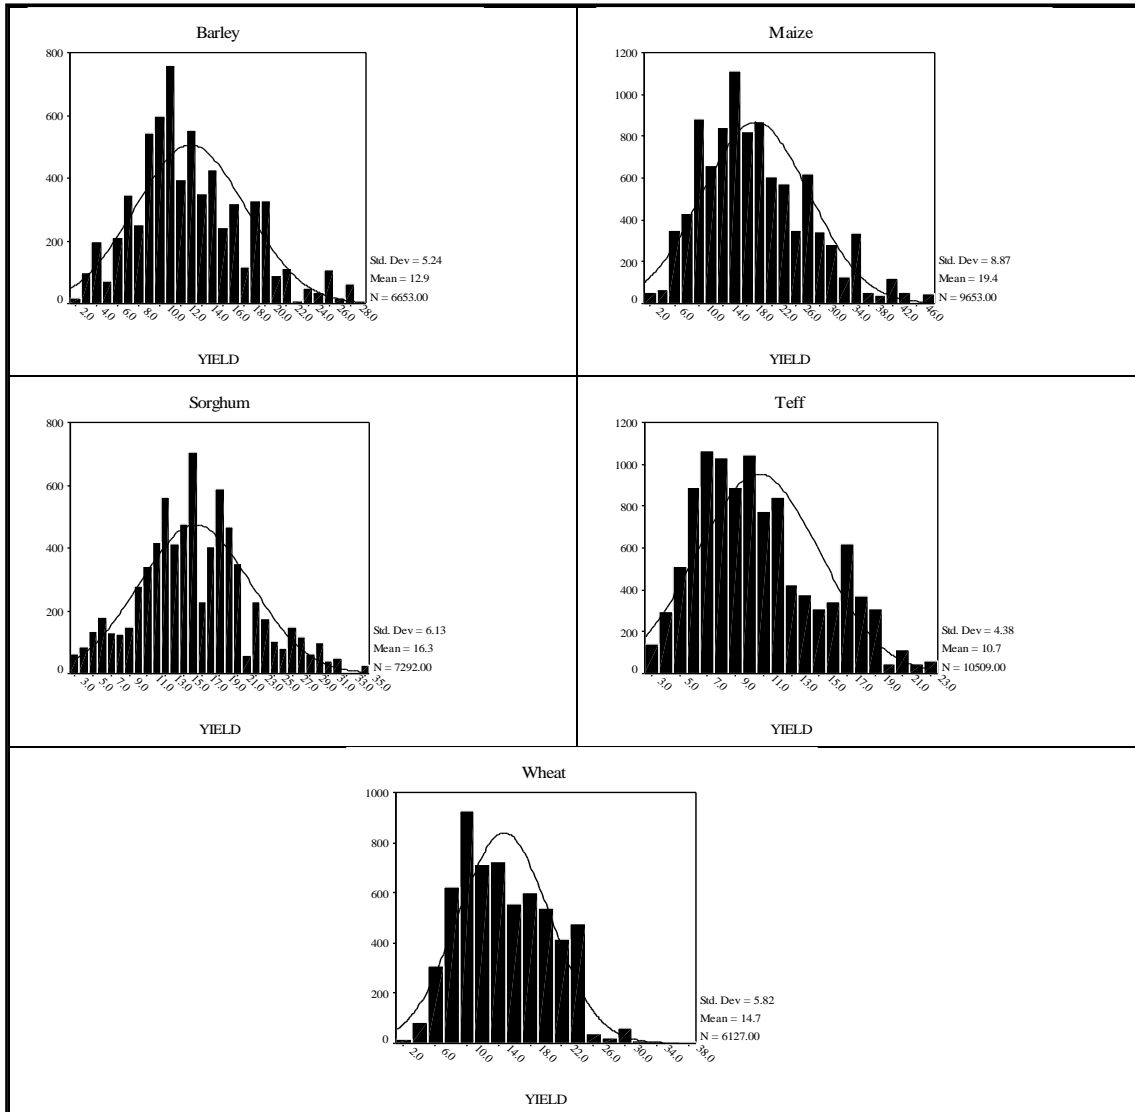 Barley
800
600
400
200
0
Std. Dev = 5.24
Mean = 12.9
N = 6653.00
2.0 4.0 6.0 8.0 10.0 12.0 14.0 16.0 18.0 20.0 22.0 24.0 26.0 28.0
YIELD
Maize
1200
1000
800
600
400
200
0
Std. Dev = 8.87
Mean = 19.4
N = 9653.00
2.0 6.0 10.0 14.0 18.0 22.0 26.0 30.0 34.0 38.0 42.0 46.0
YIELD
Sorghum
800
600
400
200
0
Std. Dev = 6.13
Mean = 16.3
N = 7292.00
3.0 5.0 7.0 9.0 11.0 13.0 15.0 17.0 19.0 21.0 23.0 25.0 27.0 29.0 31.0 33.0 35.0
YIELD
Teff
1200
1000
800
600
400
200
0
Std. Dev = 4.38
Mean = 10.7
N = 10509.00
3.0 5.0 7.0 9.0 11.0 13.0 15.0 17.0 19.0 21.0 23.0
YIELD
Wheat
1000
800
600
400
200
0
Std. Dev = 5.82
Mean = 14.7
N = 6127.00
2.0 6.0 10.0 14.0 18.0 22.0 26.0 30.0 34.0 38.0
YIELD